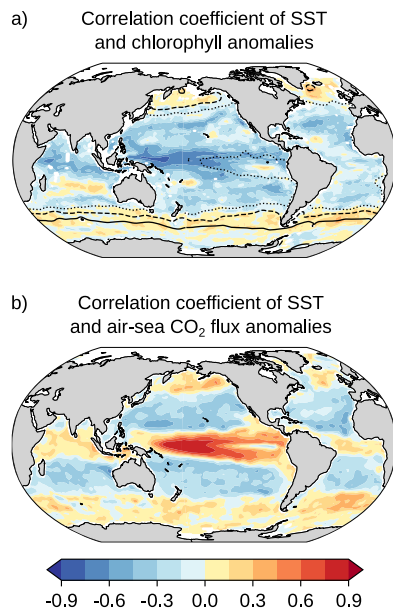 a) Correlation coefficient of SST
and chlorophyll anomalies
b) Correlation coefficient of SST
and air-sea CO₂ flux anomalies
-0.9 -0.6 -0.3 0.0 0.3 0.6 0.9